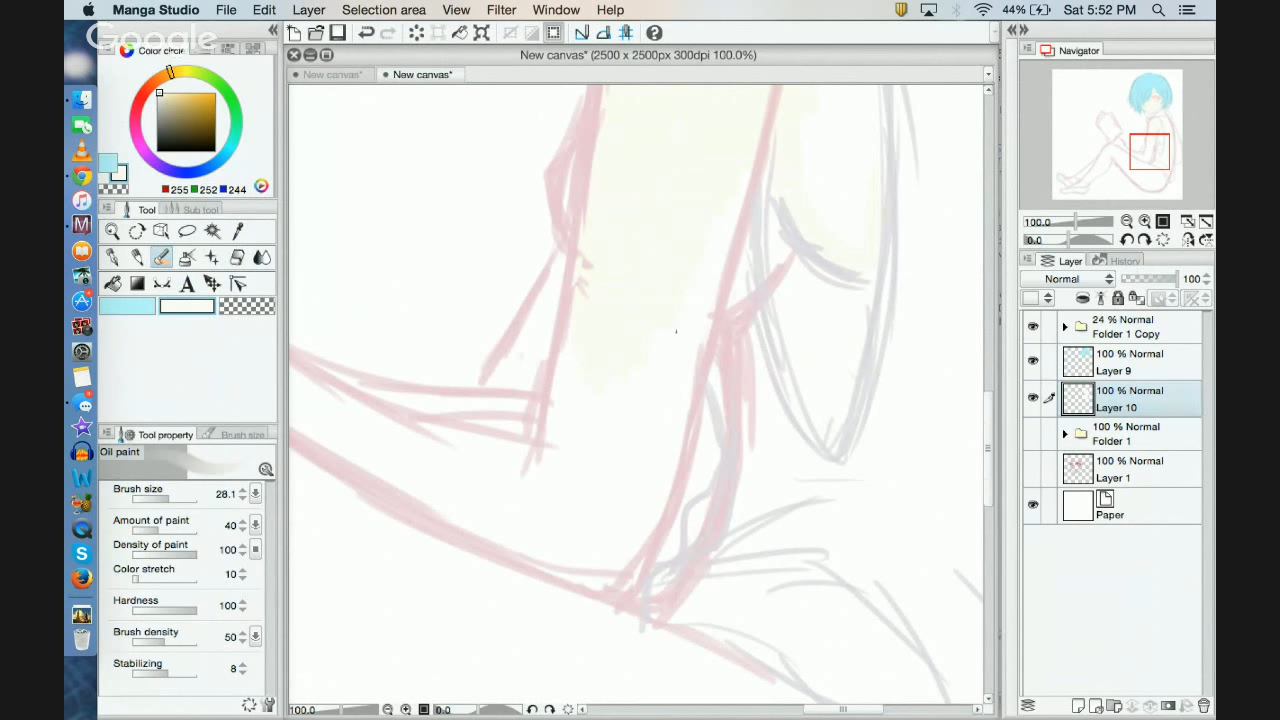 Manga Studio File Edit Layer Selection area View Filter Window Help
44% Sat 5:52 PM
Google
Color circle
New canvas* (2500 x 2500px 300dpi 100.0%)
New canvas* New canvas*
Navigator
255 252 244
Tool Sub tool
100.0
0.0
Layer History
Normal 100
24 % Normal
Folder 1 Copy
100 % Normal
Layer 9
100 % Normal
Layer 10
100 % Normal
Folder 1
100 % Normal
Layer 1
Paper
Tool property Brush size
Oil paint
Brush size 28.1
Amount of paint 40
Density of paint 100
Color stretch 10
Hardness 100
Brush density 50
Stabilizing 8
100.0 0.0